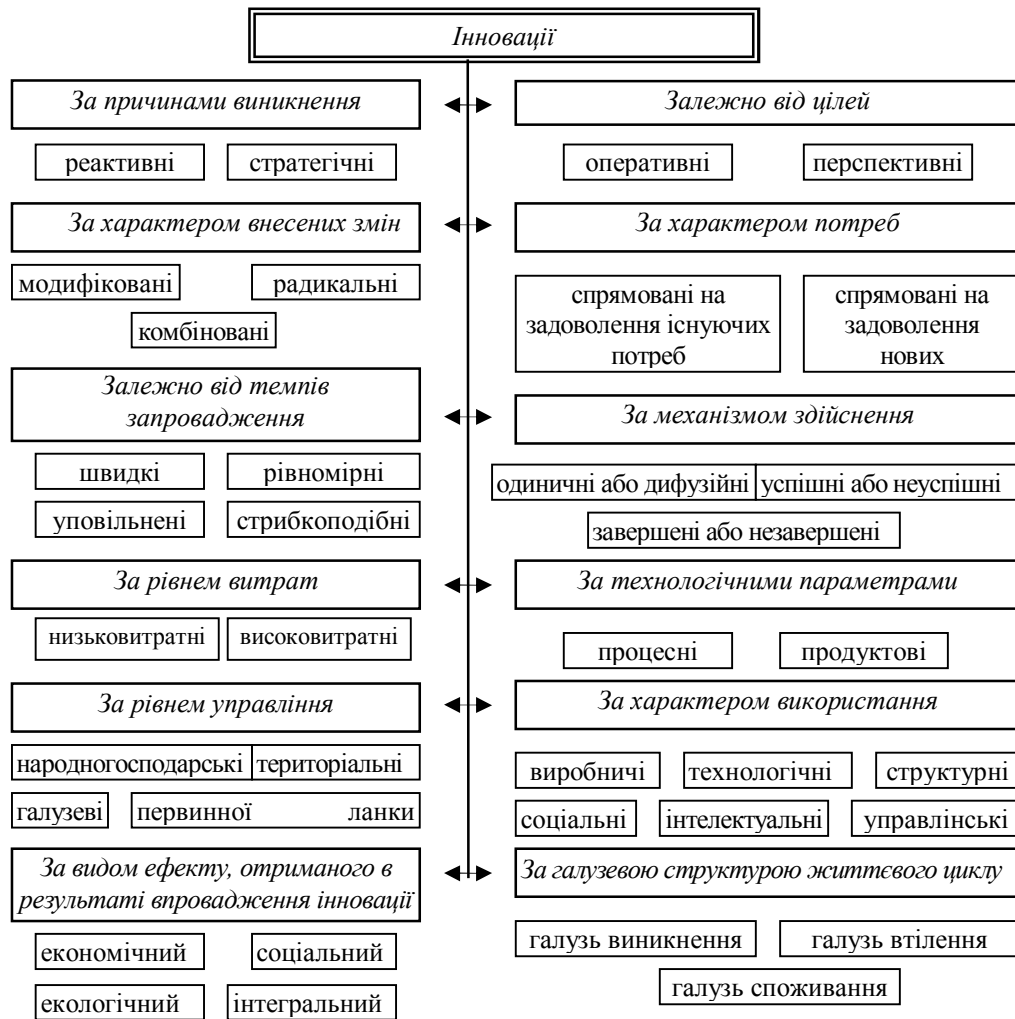 Інновації
За причинами виникнення
Залежно від цілей
реактивні
стратегічні
оперативні
перспективні
За характером внесених змін
За характером потреб
модифіковані
радикальні
комбіновані
спрямовані на
задоволення існуючих
потреб
спрямовані на
задоволення
нових
Залежно від темпів
запровадження
За механізмом здійснення
швидкі
рівномірні
уповільнені
стрибкоподібні
одиничні або дифузійні
успішні або неуспішні
завершені або незавершені
За рівнем витрат
За технологічними параметрами
низьковитратні
високовитратні
процесні
продуктові
За рівнем управління
За характером використання
народногосподарські
територіальні
галузеві
первинної ланки
виробничі
технологічні
структурні
соціальні
інтелектуальні
управлінські
За видом ефекту, отриманого в
результаті впровадження інновації
За галузевою структурою життєвого циклу
економічний
соціальний
екологічний
інтегральний
галузь виникнення
галузь втілення
галузь споживання